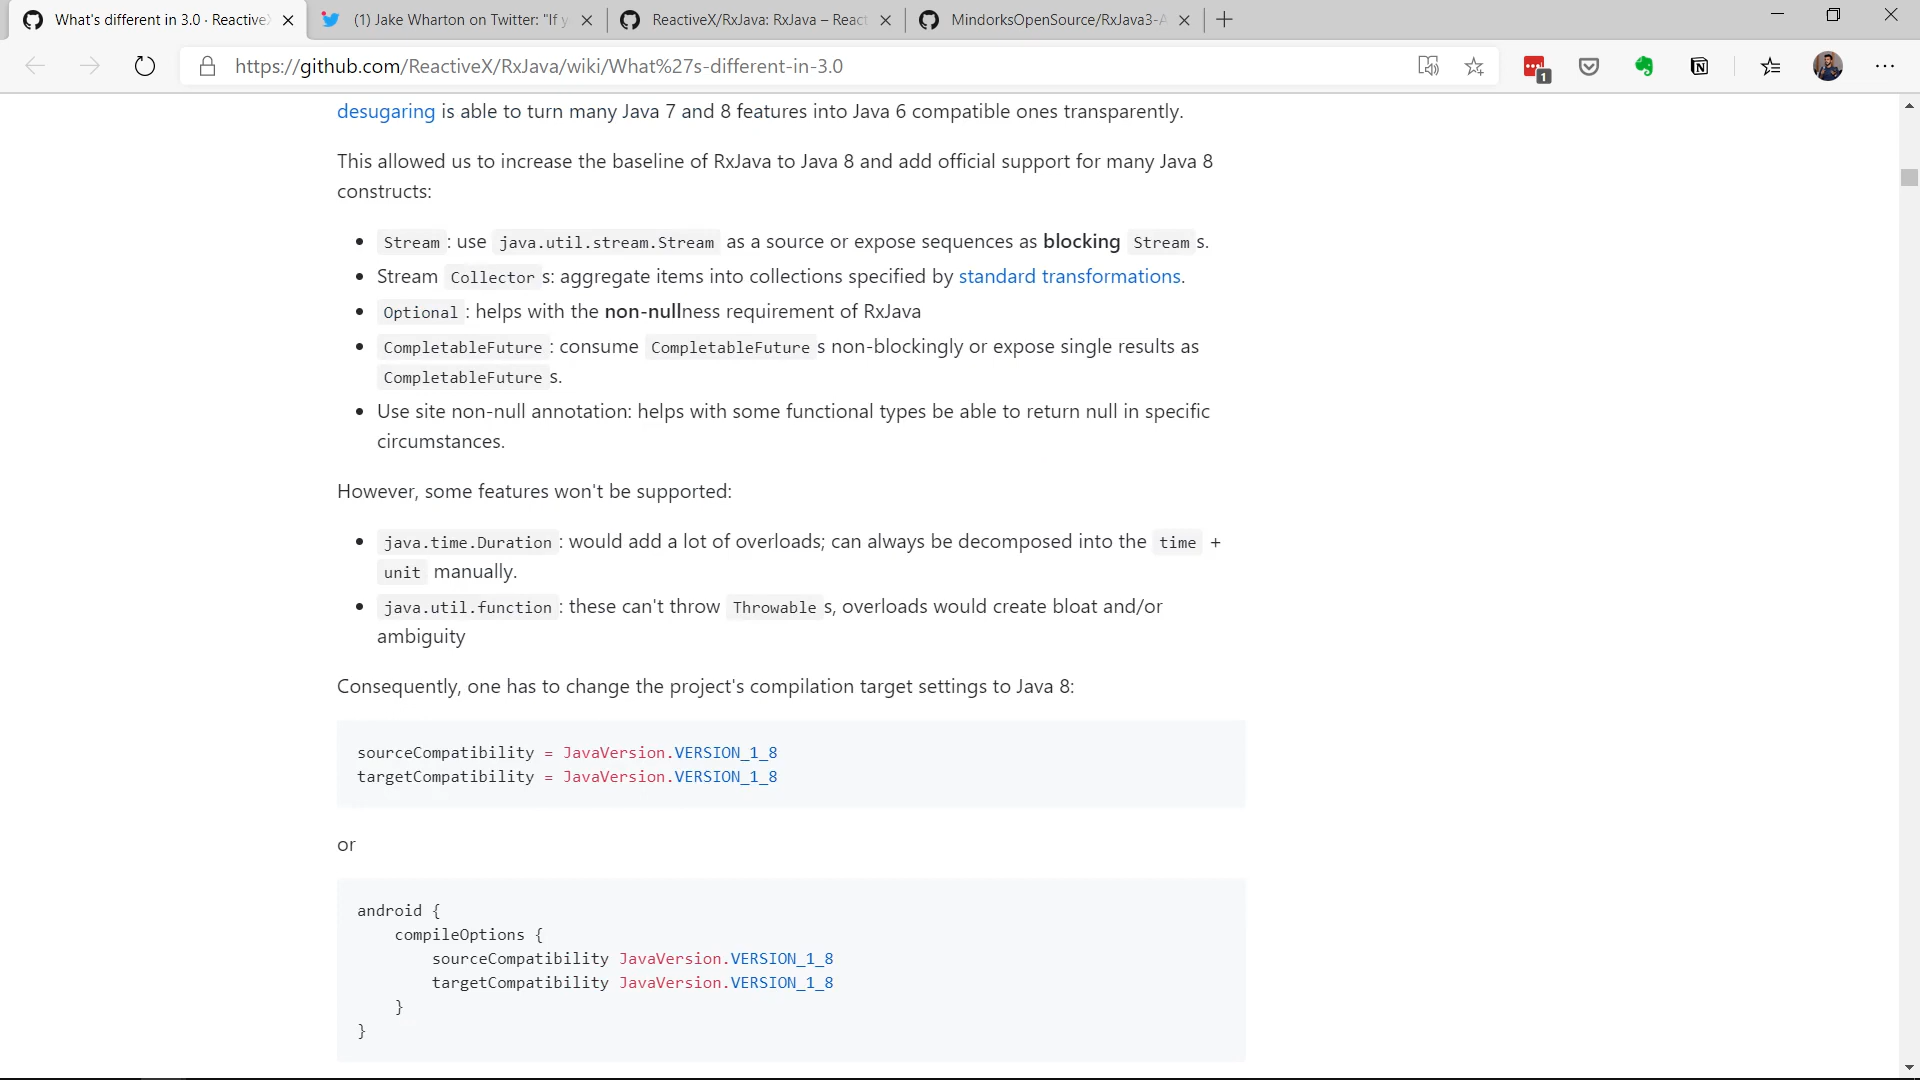 What's different in 3.0 · Reactive
(1) Jake Wharton on Twitter: "If y
ReactiveX/RxJava: RxJava – Reac
MindorksOpenSource/RxJava3-A
https://github.com/ReactiveX/RxJava/wiki/What%27s-different-in-3.0
1
desugaring is able to turn many Java 7 and 8 features into Java 6 compatible ones transparently.
This allowed us to increase the baseline of RxJava to Java 8 and add official support for many Java 8
constructs:
• Stream: use java.util.stream.Stream as a source or expose sequences as blocking Streams.
• Stream Collectors: aggregate items into collections specified by standard transformations.
• Optional: helps with the non-nullness requirement of RxJava
• CompletableFuture: consume CompletableFutures non-blockingly or expose single results as
CompletableFutures.
• Use site non-null annotation: helps with some functional types be able to return null in specific
circumstances.
However, some features won't be supported:
• java.time.Duration: would add a lot of overloads; can always be decomposed into the time +
unit manually.
• java.util.function: these can't throw Throwables, overloads would create bloat and/or
ambiguity
Consequently, one has to change the project's compilation target settings to Java 8:
sourceCompatibility = JavaVersion.VERSION_1_8
targetCompatibility = JavaVersion.VERSION_1_8
or
android {
compileOptions {
sourceCompatibility JavaVersion.VERSION_1_8
targetCompatibility JavaVersion.VERSION_1_8
}
}